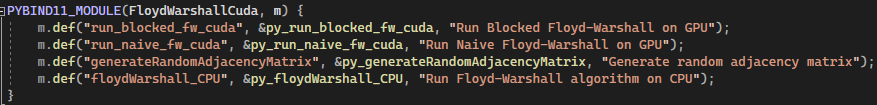 PYBIND11_MODULE(FloydWarshallCuda, m) {
m.def("run_blocked_fw_cuda", &py_run_blocked_fw_cuda, "Run Blocked Floyd-Warshall on GPU");
m.def("run_naive_fw_cuda", &py_run_naive_fw_cuda, "Run Naive Floyd-Warshall on GPU");
m.def("generateRandomAdjacencyMatrix", &py_generateRandomAdjacencyMatrix, "Generate random adjacency matrix");
m.def("floydWarshall_CPU", &py_floydWarshall_CPU, "Run Floyd-Warshall algorithm on CPU");
}